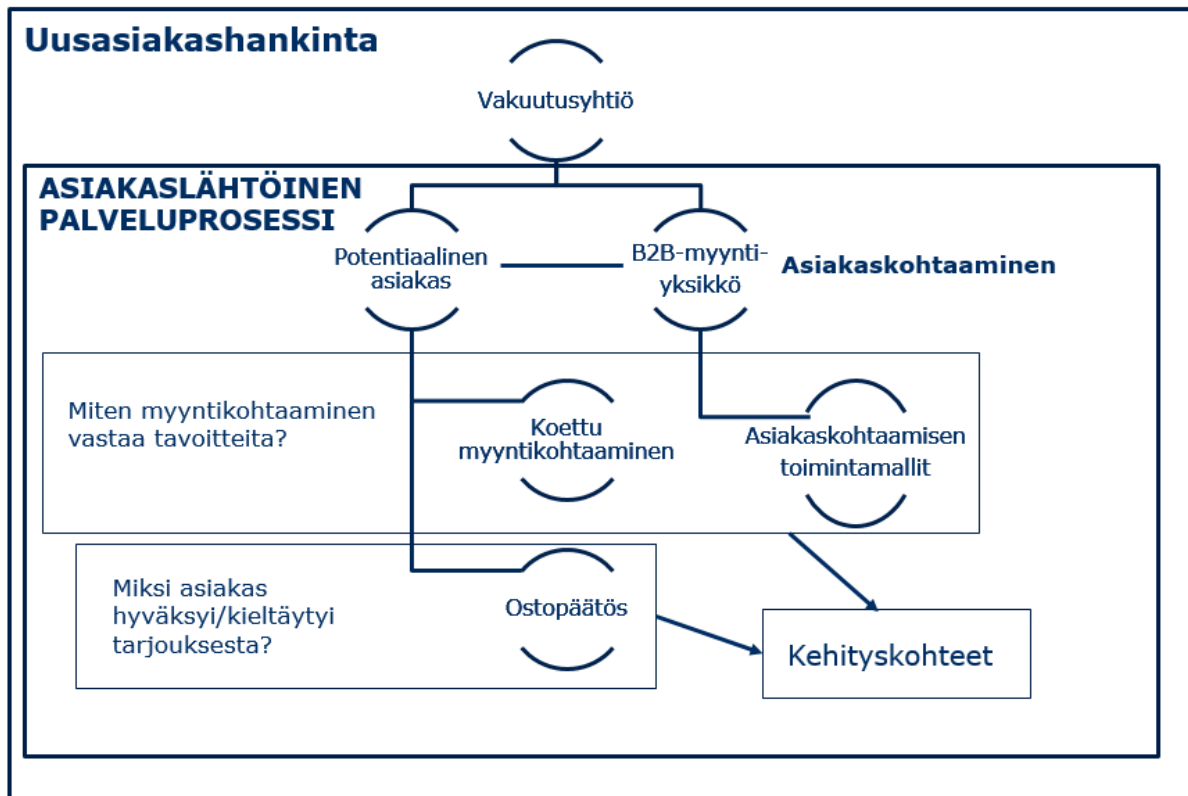 Uusasiakashankinta
Vakuutusyhtiö
ASIAKASLÄHTÖINEN
PALVELUPROSESSI
Potentiaalinen
asiakas
B2B-myynti-
yksikkö
Asiakaskohtaaminen
Miten myyntikohtaaminen
vastaa tavoitteita?
Koettu
myyntikohtaaminen
Asiakaskohtaamisen
toimintamallit
Miksi asiakas
hyväksyi/kieltäytyi
tarjouksesta?
Ostopäätös
Kehityskohteet